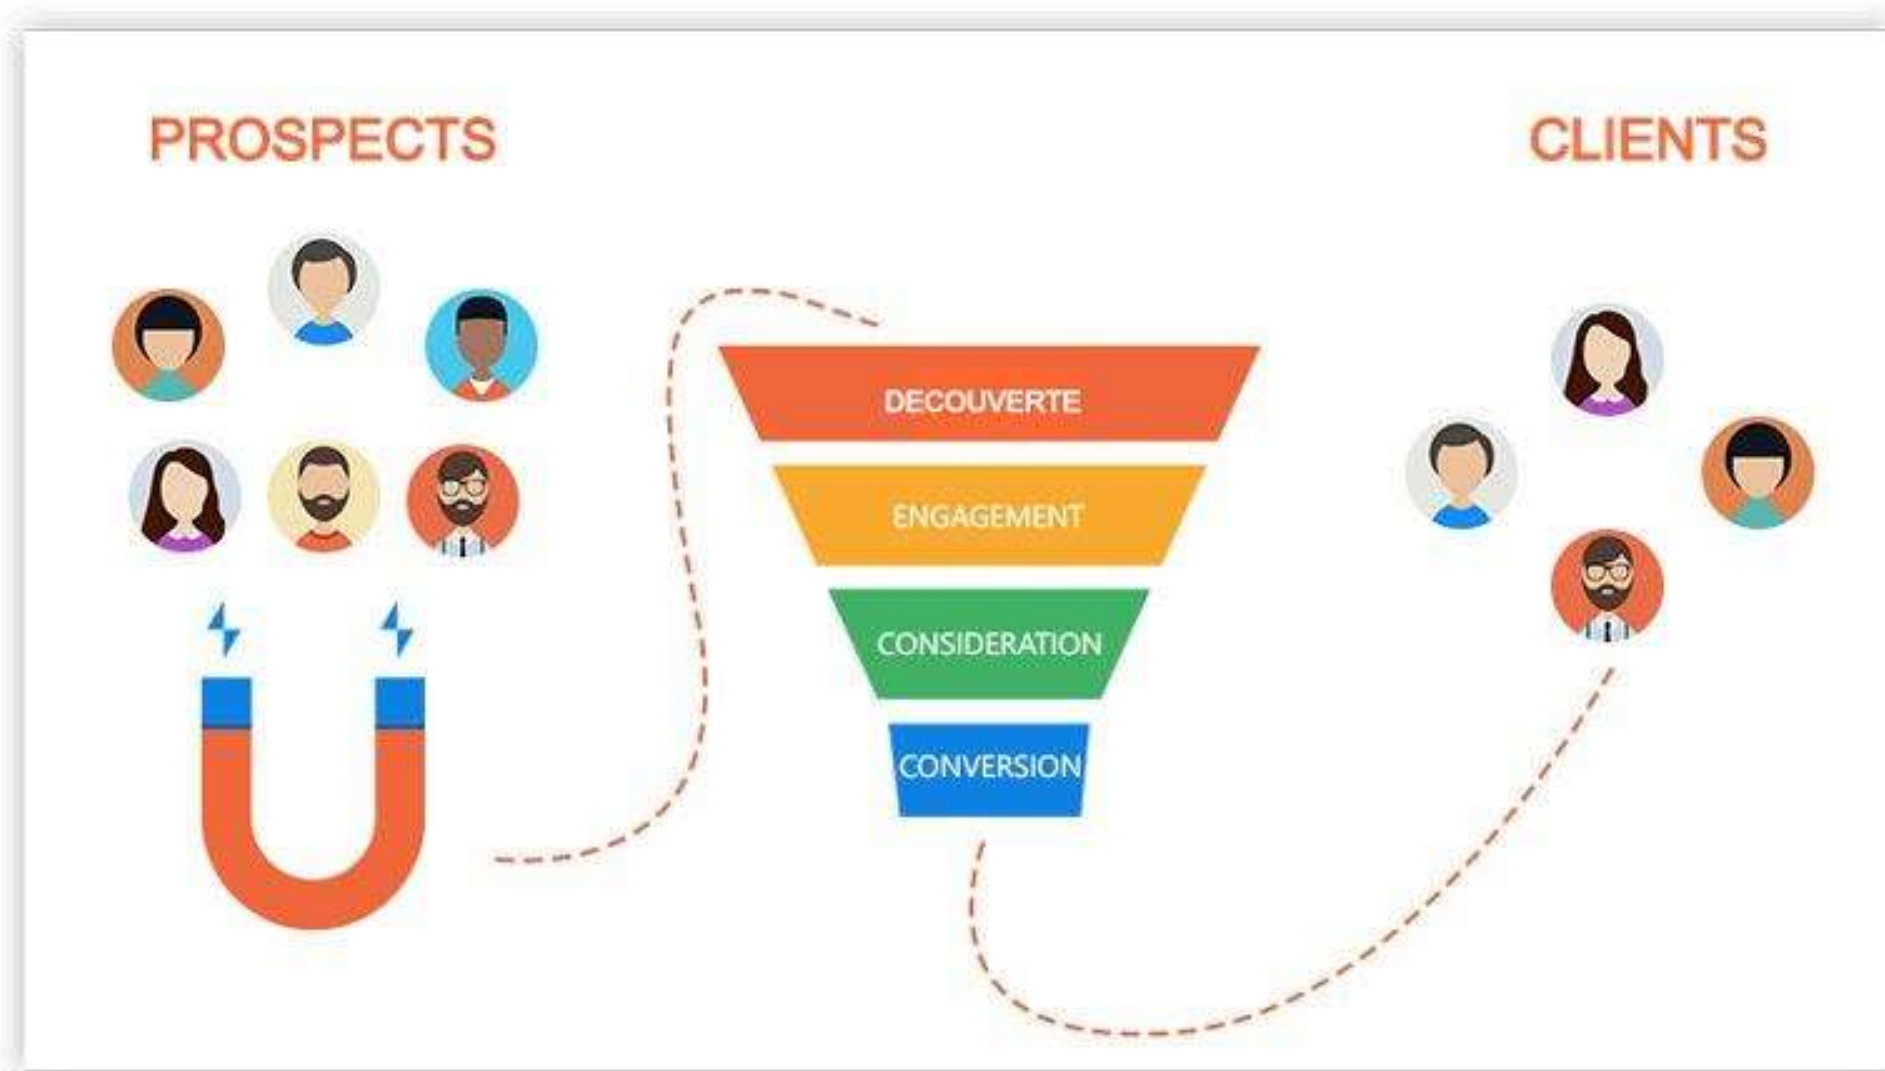 PROSPECTS
CLIENTS
DECOUVERTE
ENGAGEMENT
CONSIDERATION
CONVERSION